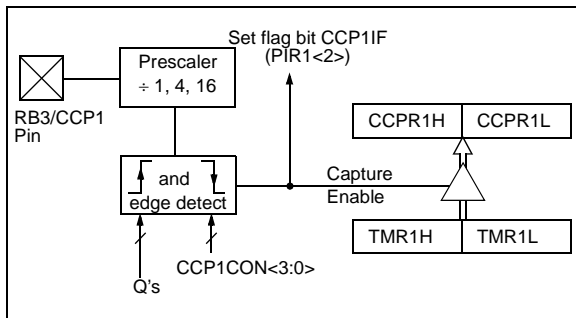 Set flag bit CCP1IF
(PIR1<2>)
Prescaler
÷ 1, 4, 16
RB3/CCP1
Pin
CCPR1H
CCPR1L
and
edge detect
Capture
Enable
TMR1H
TMR1L
CCP1CON<3:0>
Q's